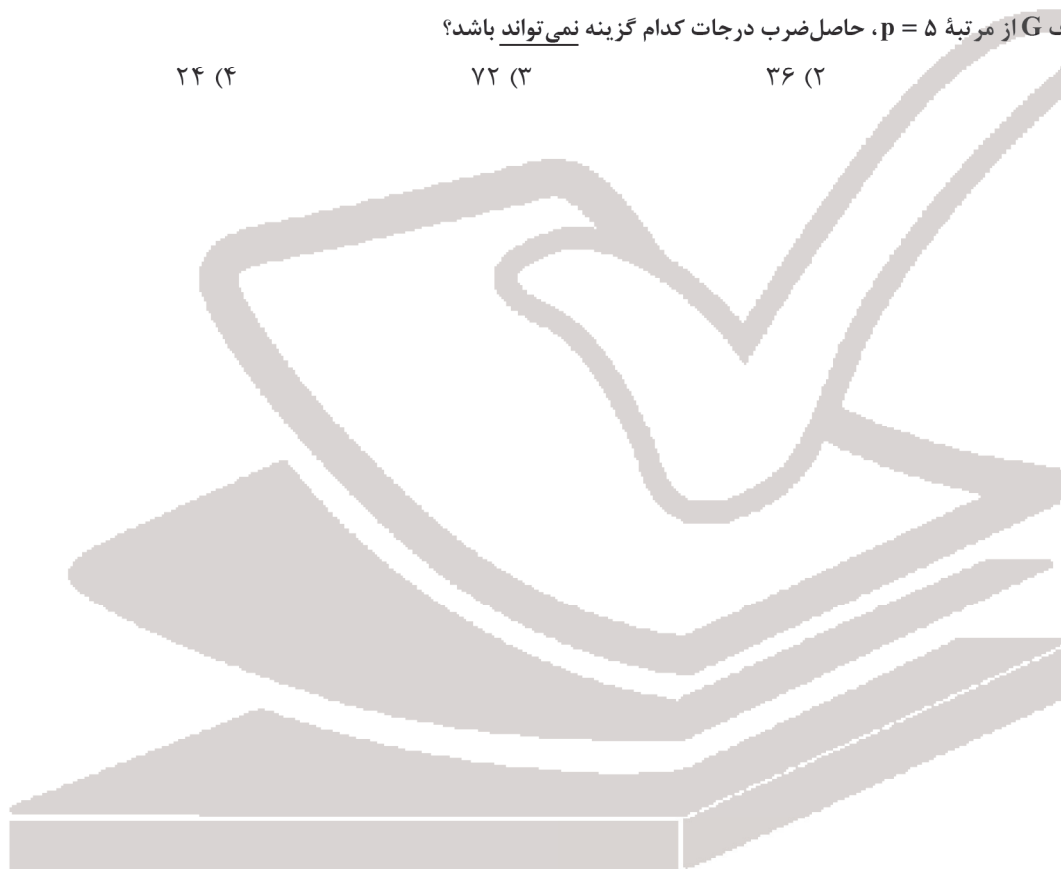 G از مرتبهٔ p = ۵، حاصل‌ضرب درجات کدام گزینه نمی‌تواند باشد؟
۲) ۳۶ ۳) ۷۲ ۴) ۲۴